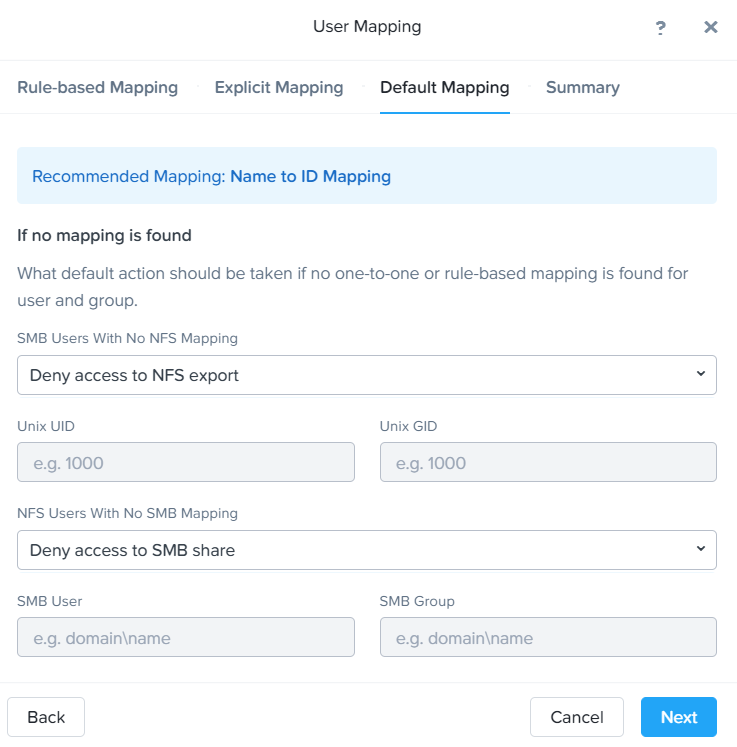 User Mapping
?
Rule-based Mapping
Explicit Mapping
Default Mapping
Summary
Recommended Mapping: Name to ID Mapping
If no mapping is found
What default action should be taken if no one-to-one or rule-based mapping is found for
user and group.
SMB Users With No NFS Mapping
Deny access to NFS export
Unix UID
Unix GID
e.g. 1000
e.g. 1000
NFS Users With No SMB Mapping
Deny access to SMB share
SMB User
SMB Group
e.g. domain\name
e.g. domain\name
Back
Cancel
Next